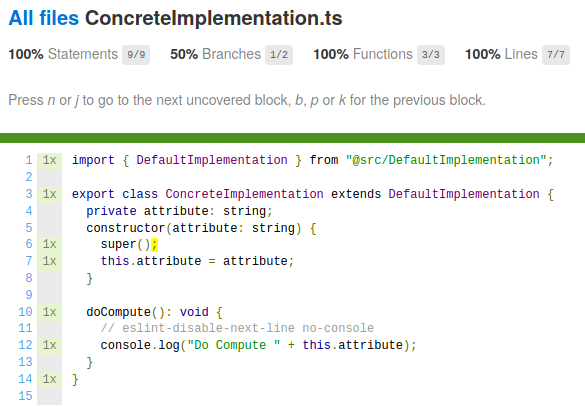 All files ConcreteImplementation.ts
100% Statements 9/9 50% Branches 1/2 100% Functions 3/3 100% Lines 7/7
Press n or j to go to the next uncovered block, b, p or k for the previous block.
1 1x import { DefaultImplementation } from "@src/DefaultImplementation";
2
3 1x export class ConcreteImplementation extends DefaultImplementation {
4 private attribute: string;
5 constructor(attribute: string) {
6 1x super();
7 1x this.attribute = attribute;
8 }
9
10 1x doCompute(): void {
11 // eslint-disable-next-line no-console
12 1x console.log("Do Compute " + this.attribute);
13 }
14 1x }
15